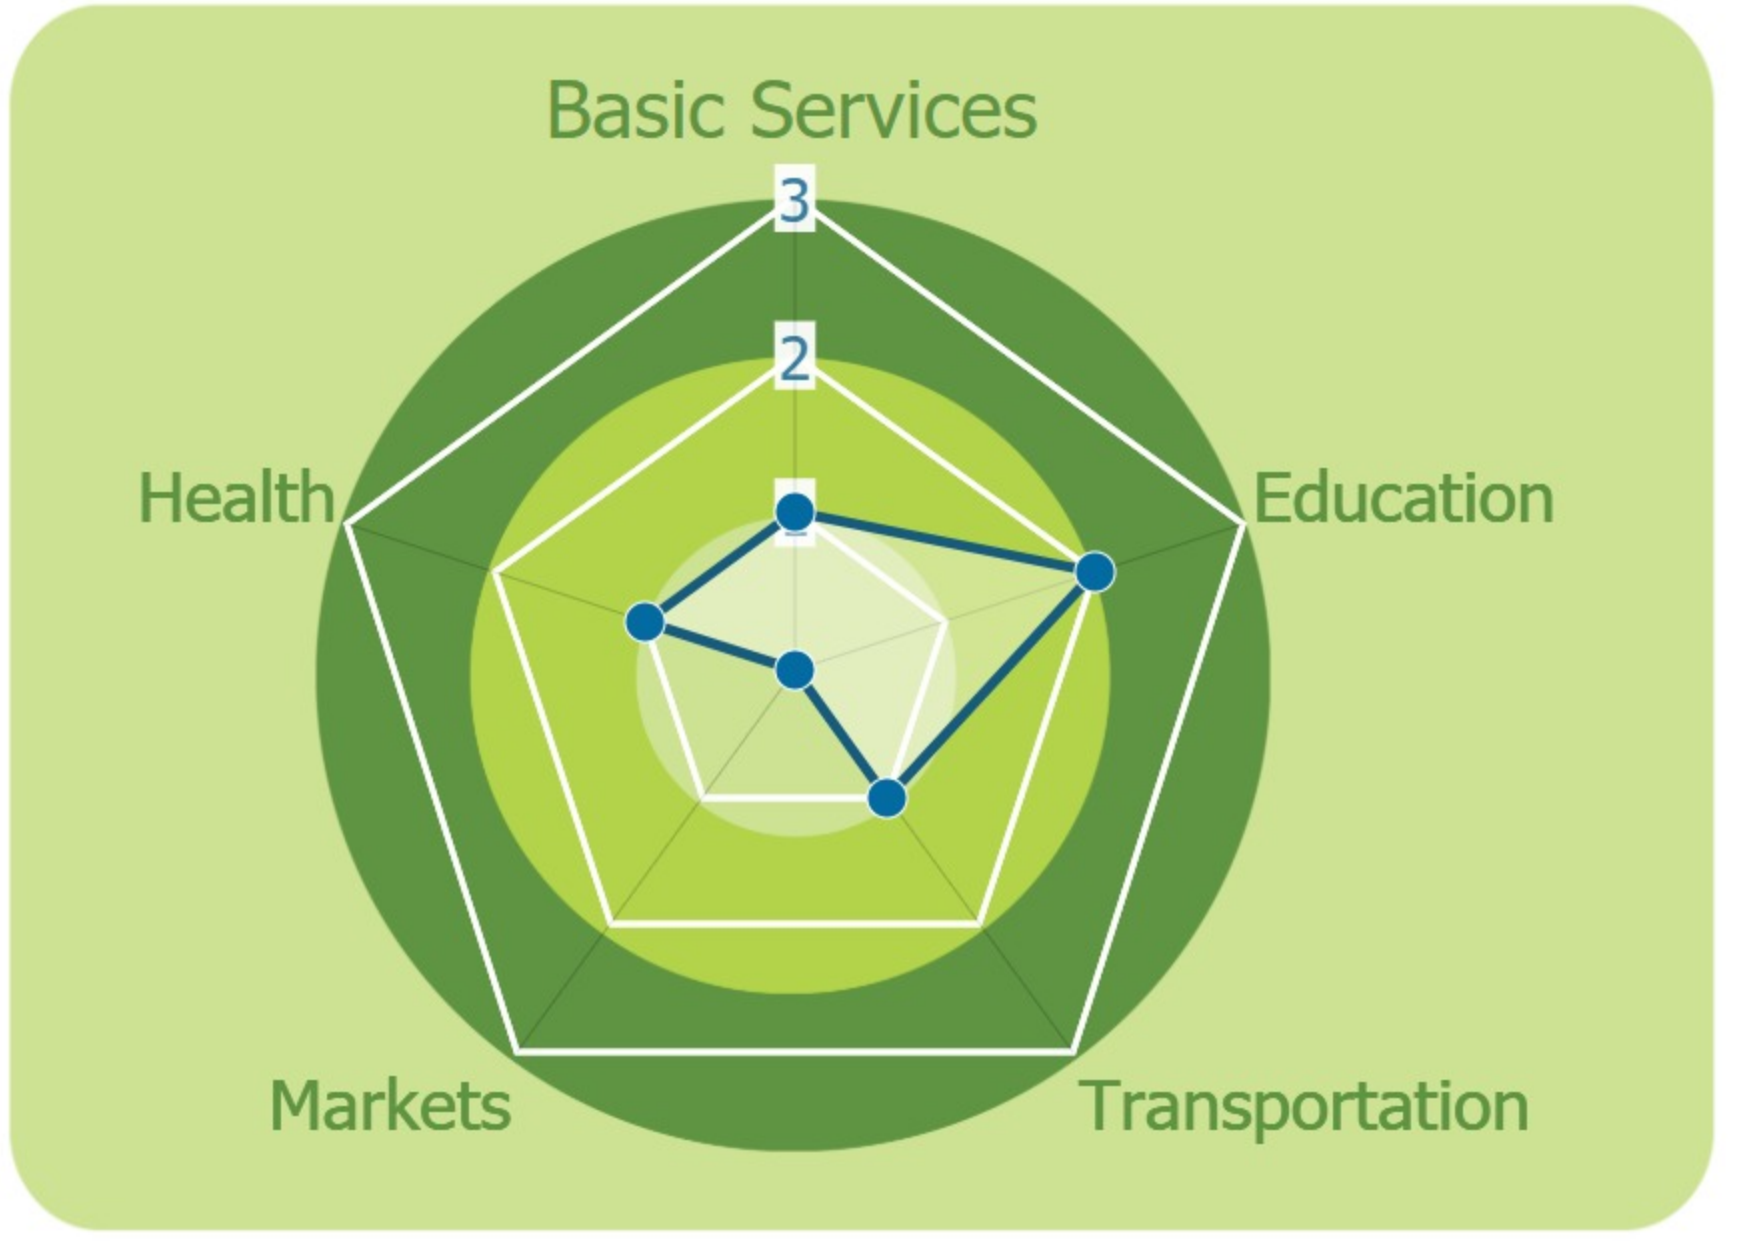 Basic Services
3
2
Health
Education
Markets
Transportation